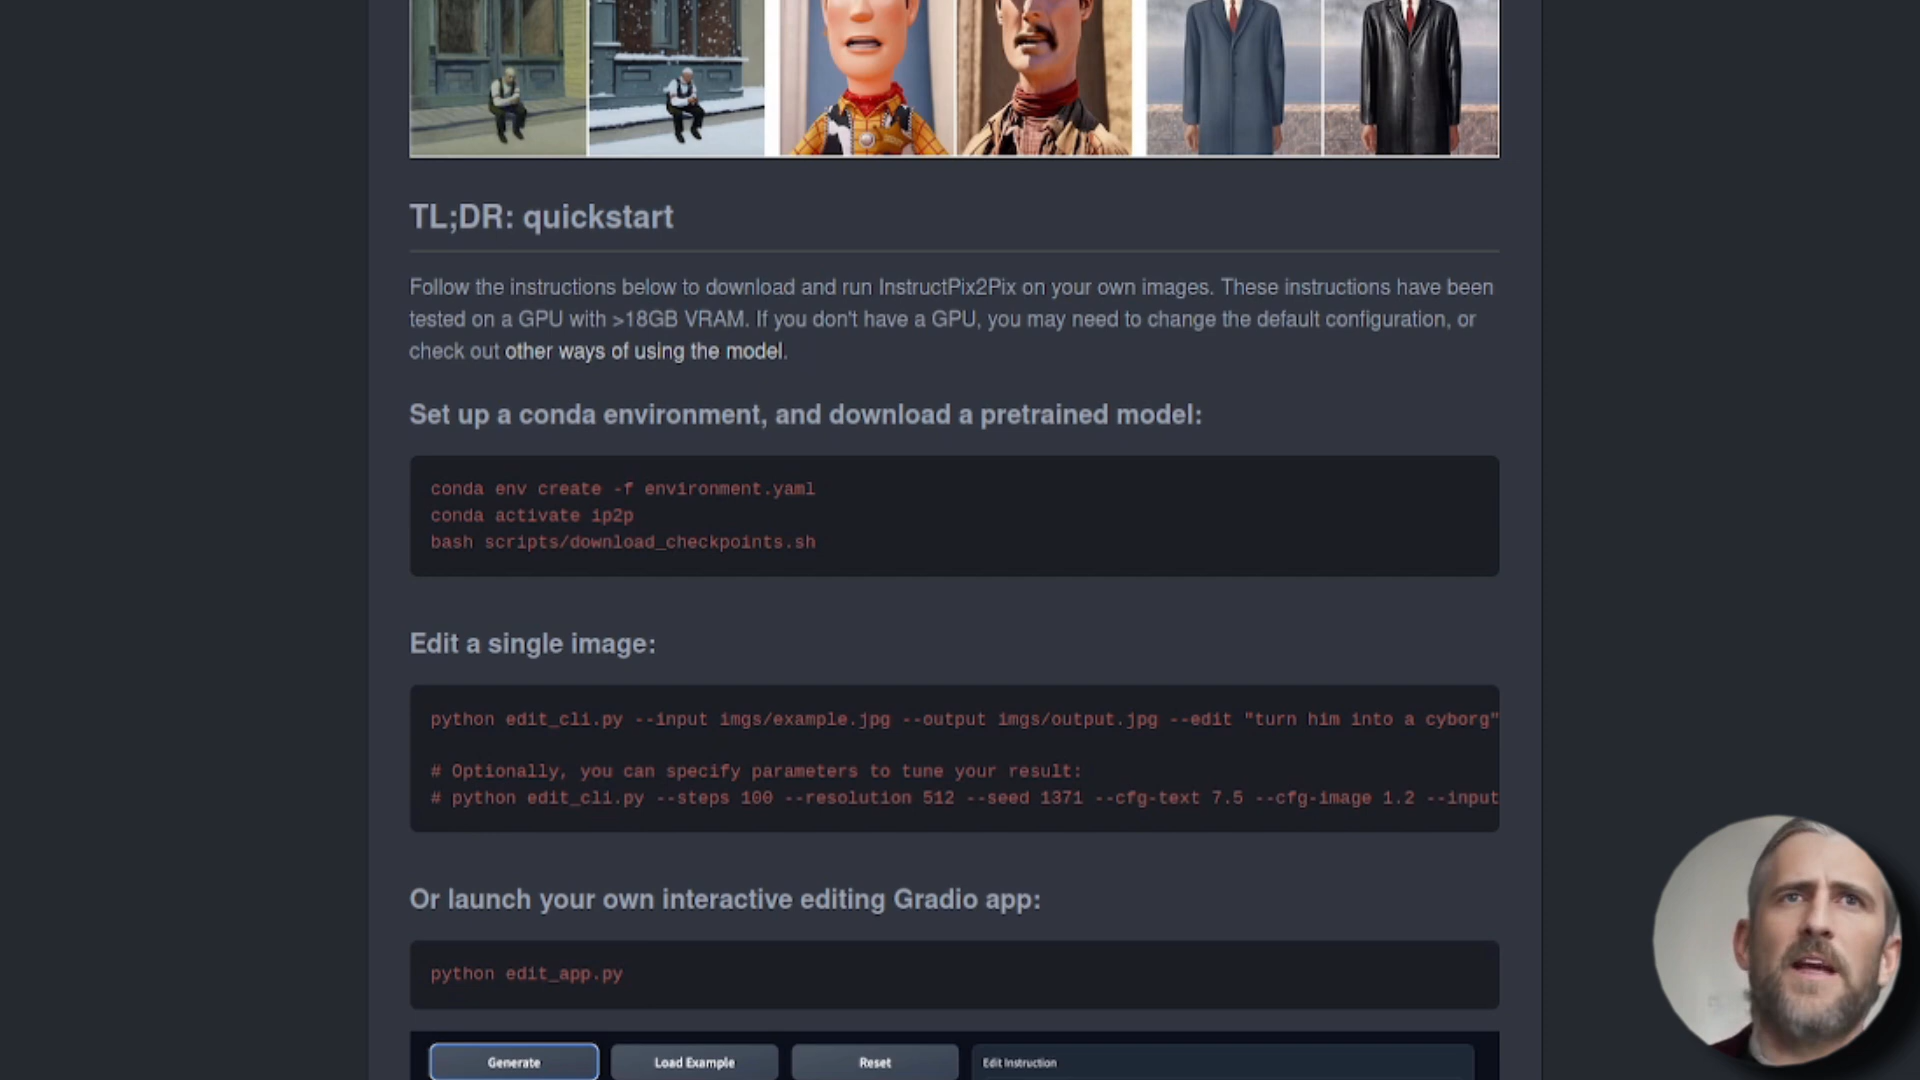 TL;DR: quickstart
Follow the instructions below to download and run InstructPix2Pix on your own images. These instructions have been
tested on a GPU with >18GB VRAM. If you don't have a GPU, you may need to change the default configuration, or
check out other ways of using the model.
Set up a conda environment, and download a pretrained model:
conda env create -f environment.yaml
conda activate ip2p
bash scripts/download_checkpoints.sh
Edit a single image:
python edit_cli.py --input imgs/example.jpg --output imgs/output.jpg --edit "turn him into a cyborg"
# Optionally, you can specify parameters to tune your result:
# python edit_cli.py --steps 100 --resolution 512 --seed 1371 --cfg-text 7.5 --cfg-image 1.2 --input
Or launch your own interactive editing Gradio app:
python edit_app.py
Generate Load Example Reset Edit Instruction